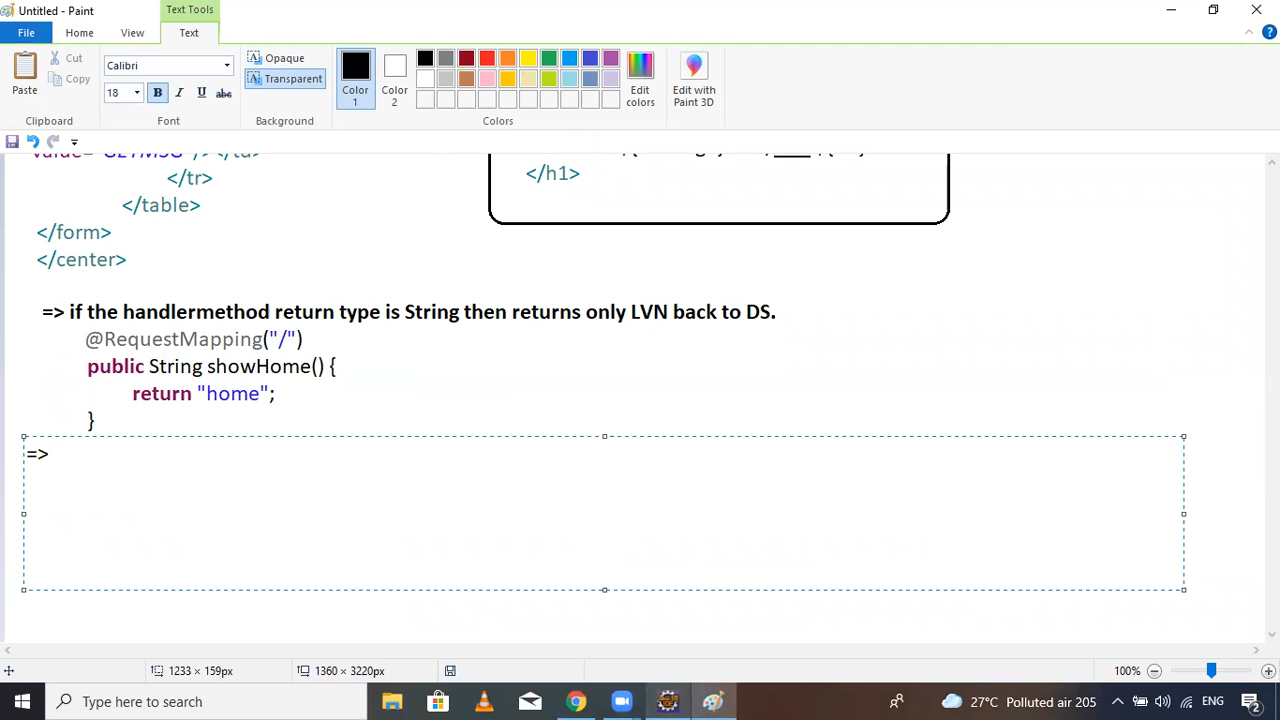 Untitled - Paint
Text Tools
File
Home
View
Text
Paste
Cut
Copy
Clipboard
Calibri
18
B
I
U
abc
Font
Opaque
Transparent
Background
Color
1
Color
2
Edit
colors
Colors
Edit with
Paint 3D
</h1>
</tr>
</table>
</form>
</center>
=> if the handlermethod return type is String then returns only LVN back to DS.
@RequestMapping("/")
public String showHome() {
return "home";
}
=>
1233 × 159px
1360 × 3220px
100%
Type here to search
27°C Polluted air 205
ENG
2